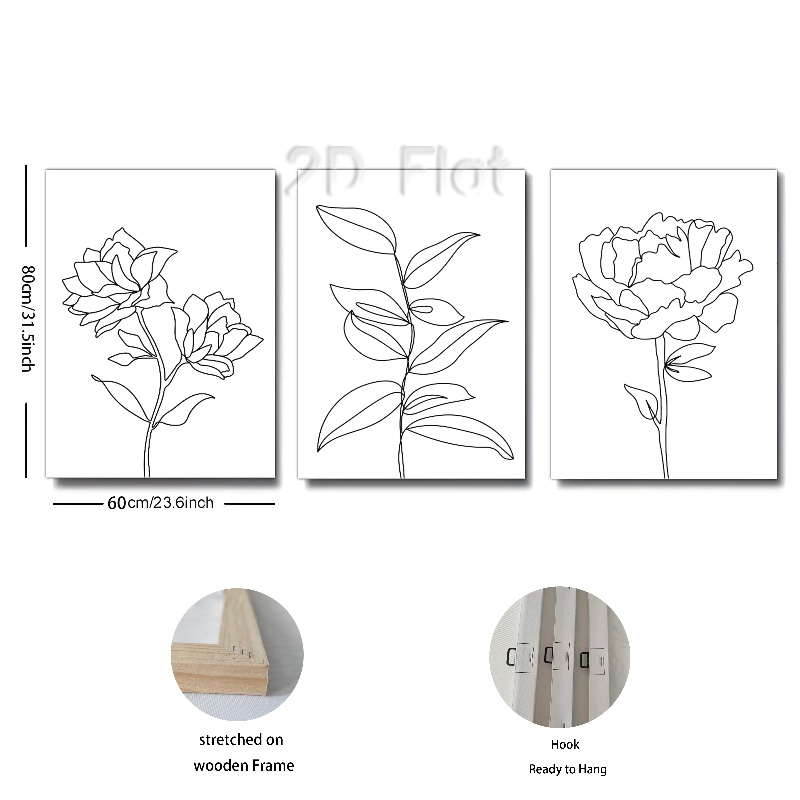 2D Flat
80cm/31.5inch
60cm/23.6inch
stretched on
wooden Frame
Hook
Ready to Hang